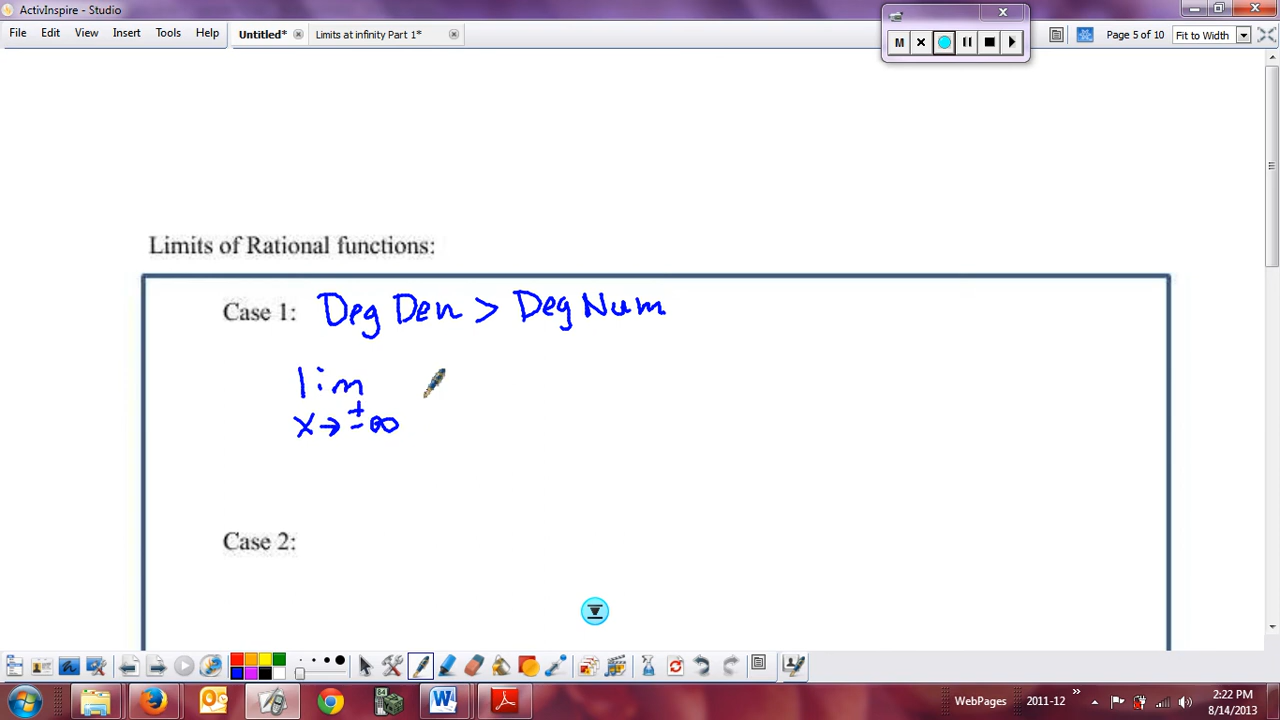 ActivInspire - Studio
File Edit View Insert Tools Help Untitled* Limits at infinity Part 1* M Page 5 of 10 Fit to Width
Limits of Rational functions:
Case 1: Deg Den > Deg Num
lim
x→±∞
Case 2:
WebPages 2011-12 » 2:22 PM
8/14/2013